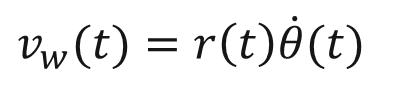 v_w(t) = r(t)θ̇(t)